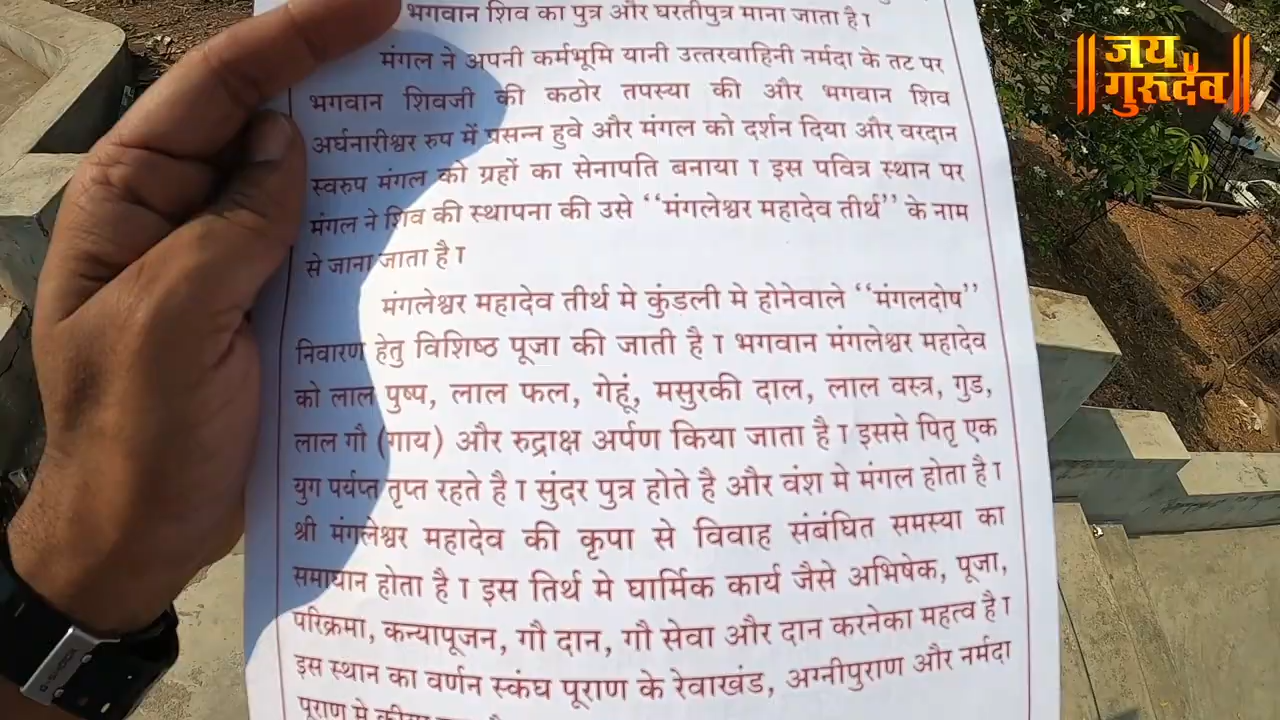 भगवान शिव का पुत्र और घरतीपुत्र माना जाता है।
मंगल ने अपनी कर्मभूमि यानी उत्तरवाहिनी नर्मदा के तट पर
भगवान शिवजी की कठोर तपस्या की और भगवान शिव
अर्घनारीश्वर रुप में प्रसन्न हुवे और मंगल को दर्शन दिया और वरदान
स्वरुप मंगल को ग्रहों का सेनापति बनाया । इस पवित्र स्थान पर
मंगल ने शिव की स्थापना की उसे ‘‘मंगलेश्वर महादेव तीर्थ’’ के नाम
से जाना जाता है।
मंगलेश्वर महादेव तीर्थ मे कुंडली मे होनेवाले ‘‘मंगलदोष’’
निवारण हेतु विशिष्ठ पूजा की जाती है । भगवान मंगलेश्वर महादेव
को लाल पुष्प, लाल फल, गेहूं, मसुरकी दाल, लाल वस्त्र, गुड,
लाल गौ (गाय) और रुद्राक्ष अर्पण किया जाता है । इससे पितृ एक
युग पर्यप्त तृप्त रहते है । सुंदर पुत्र होते है और वंश मे मंगल होता है।
श्री मंगलेश्वर महादेव की कृपा से विवाह संबंघित समस्या का
समाघान होता है । इस तिर्थ मे घार्मिक कार्य जैसे अभिषेक, पूजा,
परिक्रमा, कन्यापूजन, गौ दान, गौ सेवा और दान करनेका महत्व है।
इस स्थान का वर्णन स्कंघ पूराण के रेवाखंड, अग्नीपुराण और नर्मदा
पूराण मे
॥ जय गुरूदेव ॥
G-SHOCK